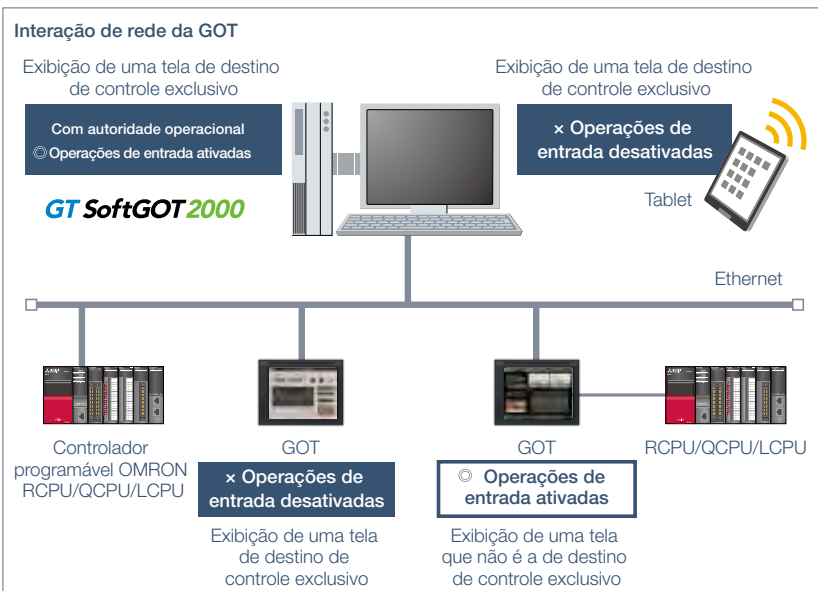 Interação de rede da GOT
Exibição de uma tela de destino
de controle exclusivo
Com autoridade operacional
◎ Operações de entrada ativadas
GT SoftGOT2000
Exibição de uma tela de destino
de controle exclusivo
× Operações de
entrada desativadas
Tablet
Ethernet
Controlador
programável OMRON
RCPU/QCPU/LCPU
GOT
× Operações de
entrada desativadas
Exibição de uma tela
de destino de
controle exclusivo
GOT
◎ Operações de
entrada ativadas
Exibição de uma tela
que não é a de destino
de controle exclusivo
RCPU/QCPU/LCPU